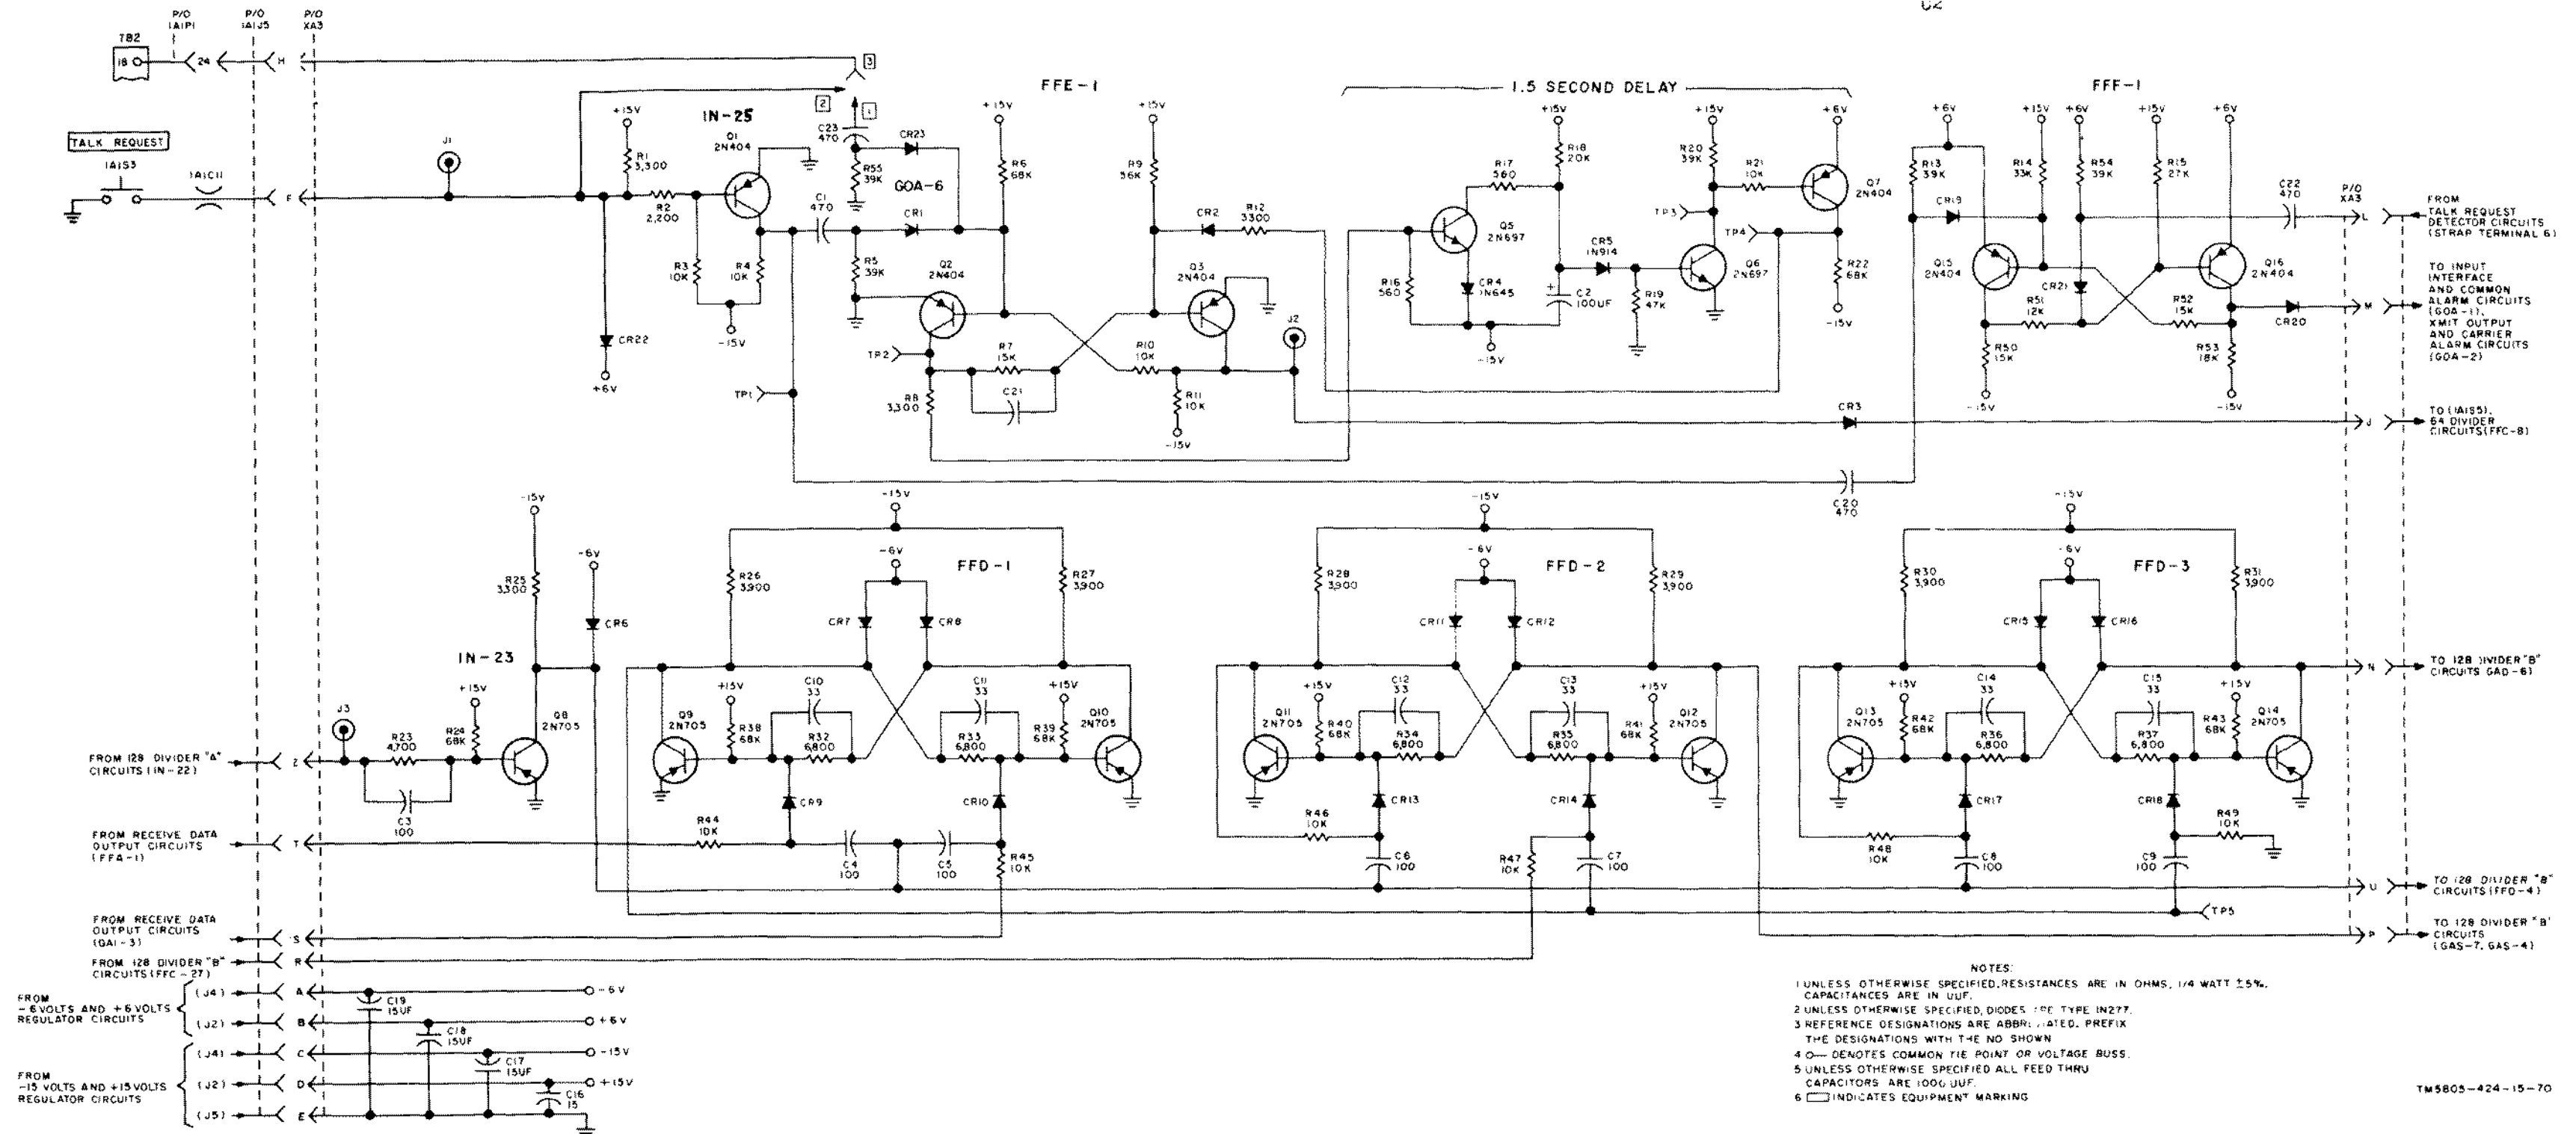 P/O
1A1P1
P/O
1A1J5
P/O
XA3
TB2
18
24
H
3
2
1
TALK REQUEST
1A1S3
1A1C11
F
J1
+15V
R1
3,300
IN-25
Q1
2N404
R2
2,200
R3
10K
R4
10K
-15V
CR22
+6V
TP1
C23
470
CR23
R55
39K
GOA-6
C1
470
CR1
R5
39K
FFE-1
+15V
R6
68K
+15V
R9
56K
Q2
2N404
Q3
2N404
CR2
R12
3300
TP2
R7
15K
C21
R8
3,300
R10
10K
R11
10K
-15V
J2
1.5 SECOND DELAY
+15V
R17
560
R18
20K
Q5
2N697
R16
560
CR4
1N645
-15V
CR5
1N914
+
C2
100UF
R19
47K
+15V
R20
39K
R21
10K
TP3
TP4
Q6
2N697
+6V
Q7
2N404
R22
68K
-15V
CR3
C20
470
FFF-1
+6V
+15V
+6V
+15V
+6V
R13
39K
R14
33K
R54
39K
R15
27K
CR19
Q15
2N404
CR21
R51
12K
R52
15K
R50
15K
-15V
Q16
2N404
R53
18K
-15V
C22
470
CR20
P/O
XA3
L
FROM
TALK REQUEST
DETECTOR CIRCUITS
(STRAP TERMINAL 6)
M
TO INPUT
INTERFACE
AND COMMON
ALARM CIRCUITS
(GOA-1),
XMIT OUTPUT
AND CARRIER
ALARM CIRCUITS
(GOA-2)
J
TO (1A1S5),
64 DIVIDER
CIRCUITS(FFC-8)
-15V
R25
3,300
-6V
CR6
IN-23
+15V
J3
R23
4,700
R24
68K
Q8
2N705
C3
100
FROM 128 DIVIDER "A"
CIRCUITS (IN-22)
Z
FROM RECEIVE DATA
OUTPUT CIRCUITS
(FFA-1)
T
FROM RECEIVE DATA
OUTPUT CIRCUITS
(GAI-3)
S
FROM 128 DIVIDER "B"
CIRCUITS (FFC-27)
R
-15V
R26
3,900
-6V
FFD-1
R27
3,900
CR7
CR8
+15V
C10
33
C11
33
+15V
Q9
2N705
R38
68K
R32
6,800
R33
6,800
R39
68K
Q10
2N705
CR9
CR10
R44
10K
C4
100
C5
100
R45
10K
-15V
R28
3,900
-6V
FFD-2
R29
3,900
CR11
CR12
+15V
C12
33
C13
33
+15V
Q11
2N705
R40
68K
R34
6,800
R35
6,800
R41
68K
Q12
2N705
CR13
CR14
R46
10K
C6
100
R47
10K
C7
100
-15V
R30
3,900
-6V
FFD-3
R31
3,900
CR15
CR16
+15V
C14
33
C15
33
+15V
Q13
2N705
R42
68K
R36
6,800
R37
6,800
R43
68K
Q14
2N705
CR17
CR18
R48
10K
C8
100
C9
100
R49
10K
TP5
N
TO 128 DIVIDER "B"
CIRCUITS GAD-6)
U
TO 128 DIVIDER "B"
CIRCUITS (FFD-4)
P
TO 128 DIVIDER "B"
CIRCUITS
(GAS-7, GAS-4)
FROM
-6 VOLTS AND +6 VOLTS
REGULATOR CIRCUITS
(J4)
A
C19
15UF
-6V
(J2)
B
C18
15UF
+6V
FROM
-15 VOLTS AND +15 VOLTS
REGULATOR CIRCUITS
(J4)
C
C17
15UF
-15V
(J2)
D
C16
15
+15V
(J5)
E
NOTES:
1 UNLESS OTHERWISE SPECIFIED, RESISTANCES ARE IN OHMS, 1/4 WATT ±5%.
CAPACITANCES ARE IN UUF.
2 UNLESS OTHERWISE SPECIFIED, DIODES TYPE 1N277.
3 REFERENCE DESIGNATIONS ARE PREFIX
THE DESIGNATIONS WITH THE NO SHOWN
4 DENOTES COMMON TIE POINT OR VOLTAGE BUSS.
5 UNLESS OTHERWISE SPECIFIED ALL FEED THRU
CAPACITORS ARE 1000 UUF.
6 INDICATES EQUIPMENT MARKING
TM5805-424-15-70